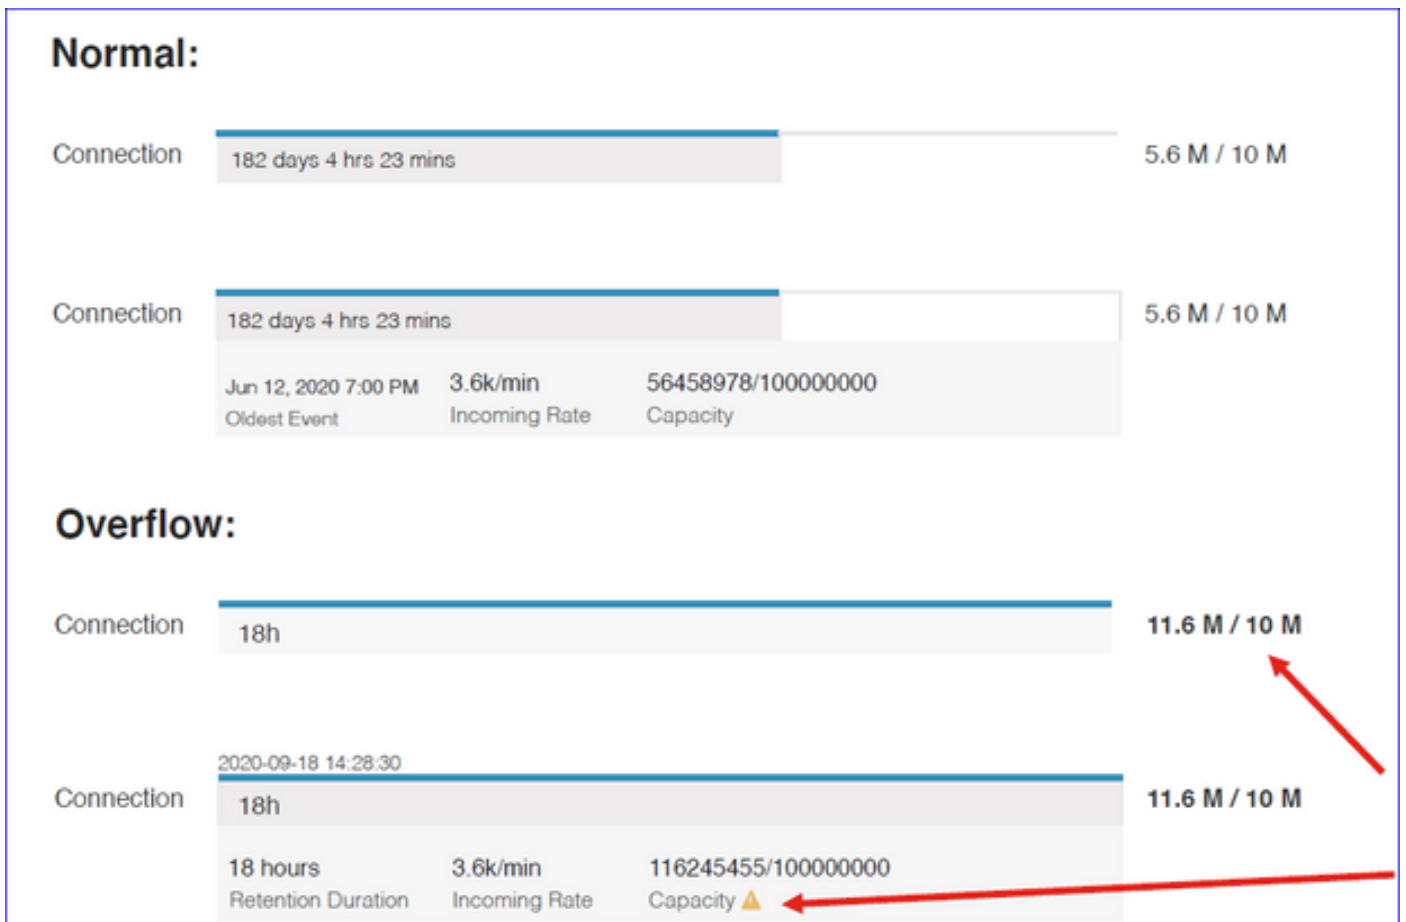 Normal:
Connection 182 days 4 hrs 23 mins 5.6 M / 10 M
Connection 182 days 4 hrs 23 mins 5.6 M / 10 M
Jun 12, 2020 7:00 PM 3.6k/min 56458978/100000000
Oldest Event Incoming Rate Capacity
Overflow:
Connection 18h 11.6 M / 10 M
2020-09-18 14:28:30
Connection 18h 11.6 M / 10 M
18 hours 3.6k/min 116245455/100000000
Retention Duration Incoming Rate Capacity